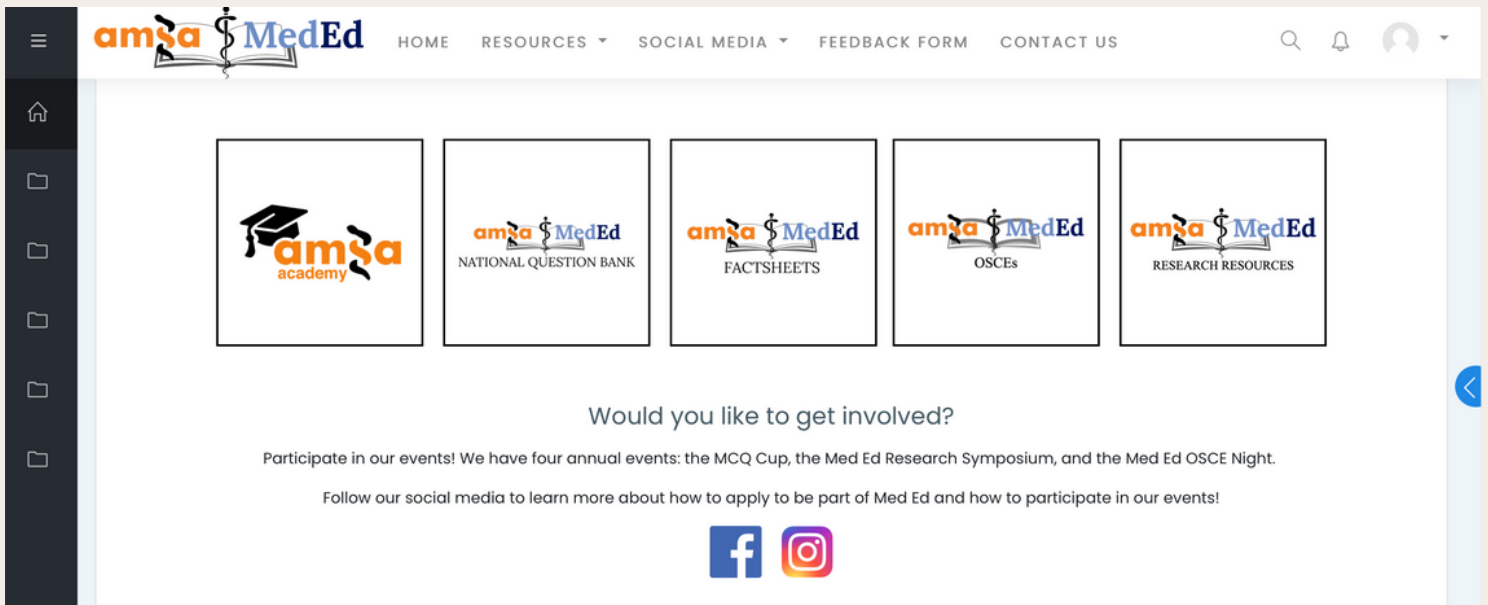 amsa MedEd HOME RESOURCES SOCIAL MEDIA FEEDBACK FORM CONTACT US
amsa
academy
amsa MedEd
NATIONAL QUESTION BANK
amsa MedEd
FACTSHEETS
amsa MedEd
OSCEs
amsa MedEd
RESEARCH RESOURCES
Would you like to get involved?
Participate in our events! We have four annual events: the MCQ Cup, the Med Ed Research Symposium, and the Med Ed OSCE Night.
Follow our social media to learn more about how to apply to be part of Med Ed and how to participate in our events!